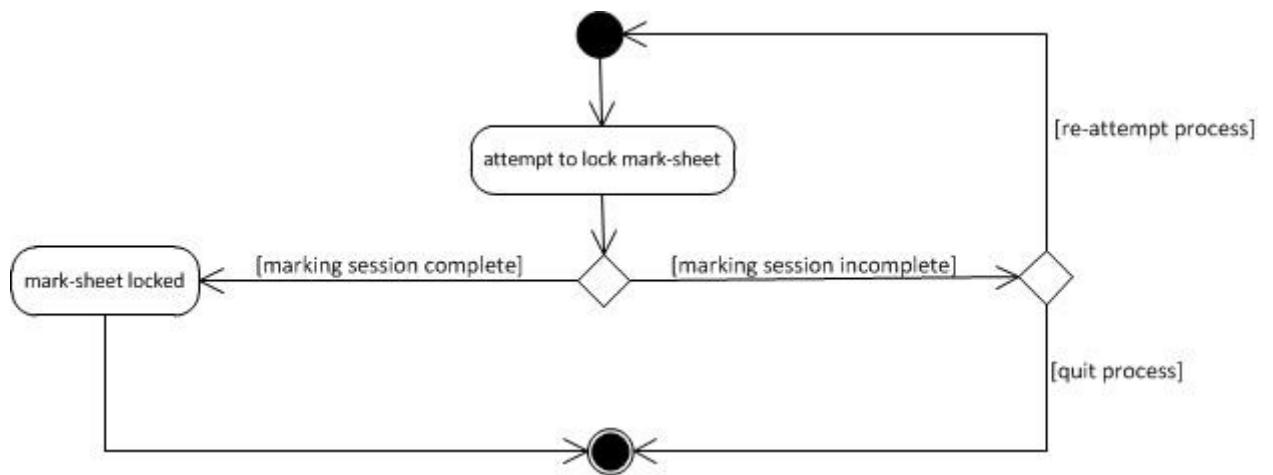 [re-attempt process]
attempt to lock mark-sheet
[marking session complete]
[marking session incomplete]
mark-sheet locked
[quit process]